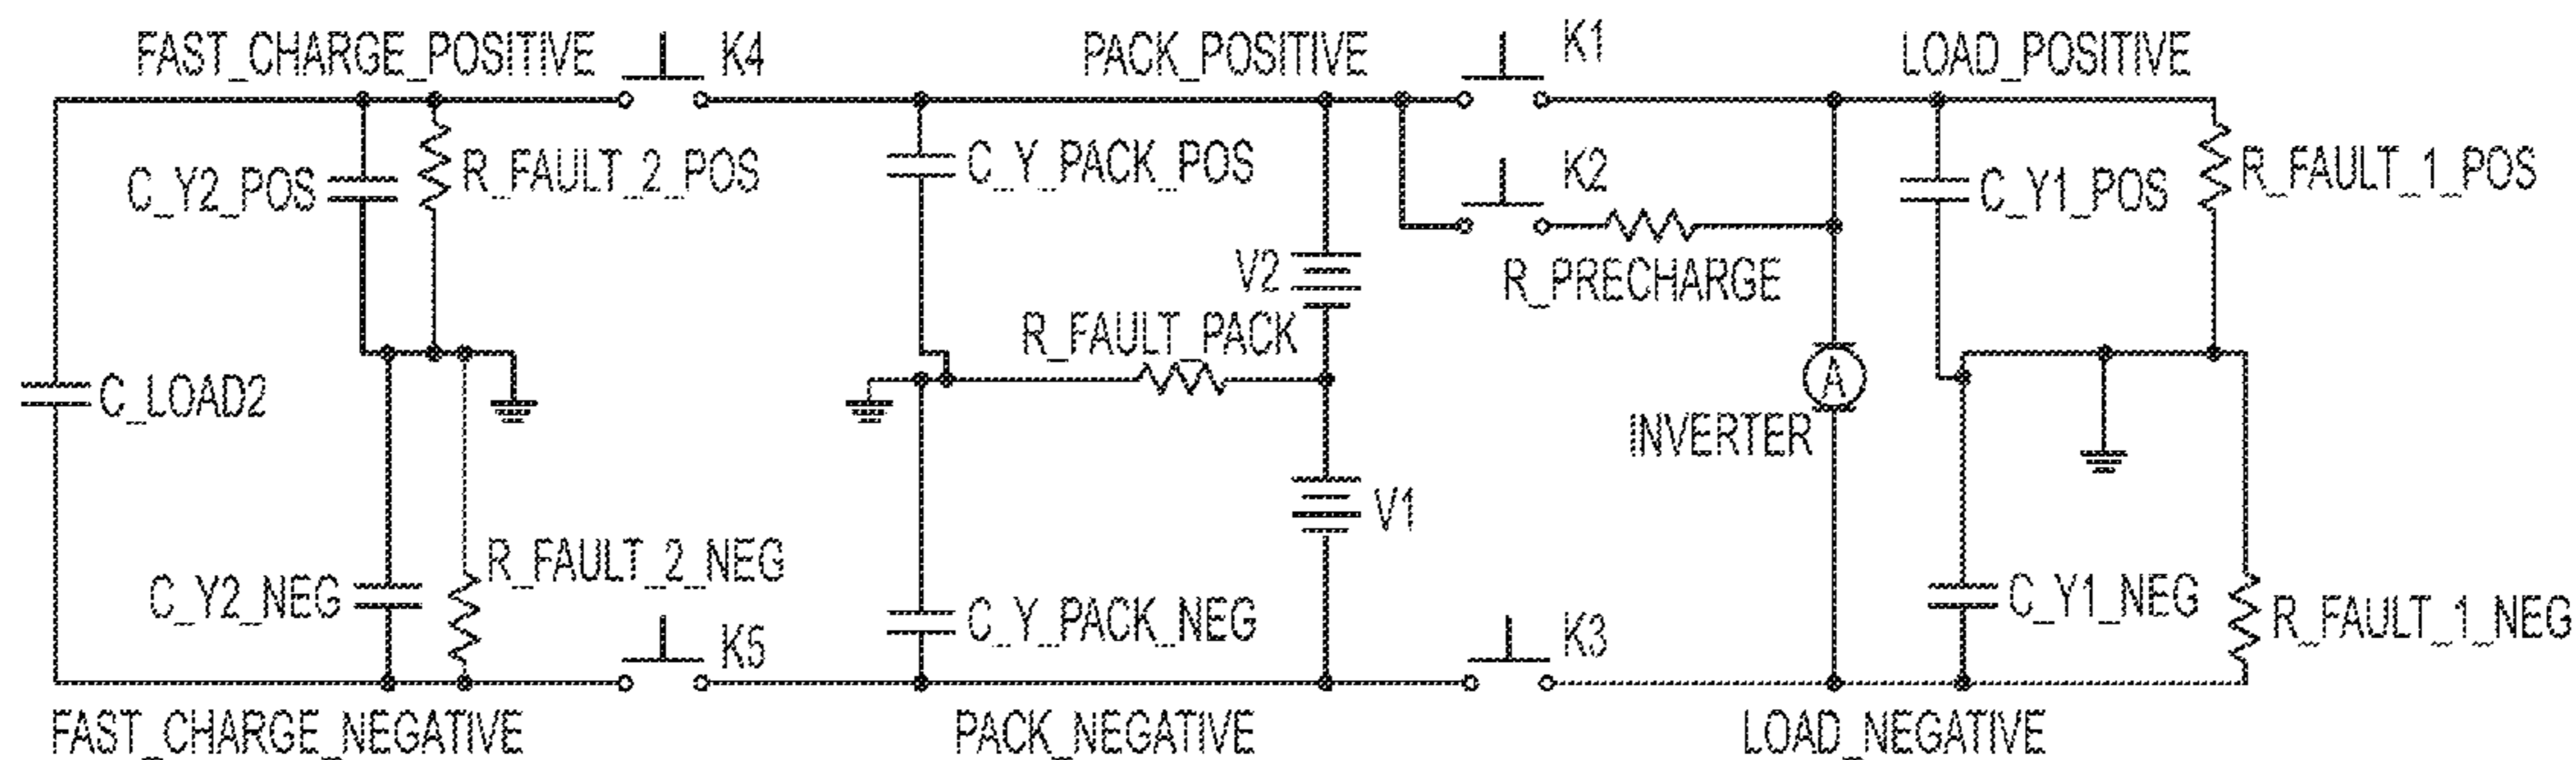 FAST_CHARGE_POSITIVE
K4
PACK_POSITIVE
K1
LOAD_POSITIVE
C_Y2_POS
R_FAULT_2_POS
C_Y_PACK_POS
K2
C_Y1_POS
R_FAULT_1_POS
V2
R_PRECHARGE
R_FAULT_PACK
C_LOAD2
A
INVERTER
V1
C_Y2_NEG
R_FAULT_2_NEG
C_Y_PACK_NEG
C_Y1_NEG
R_FAULT_1_NEG
K5
K3
FAST_CHARGE_NEGATIVE
PACK_NEGATIVE
LOAD_NEGATIVE